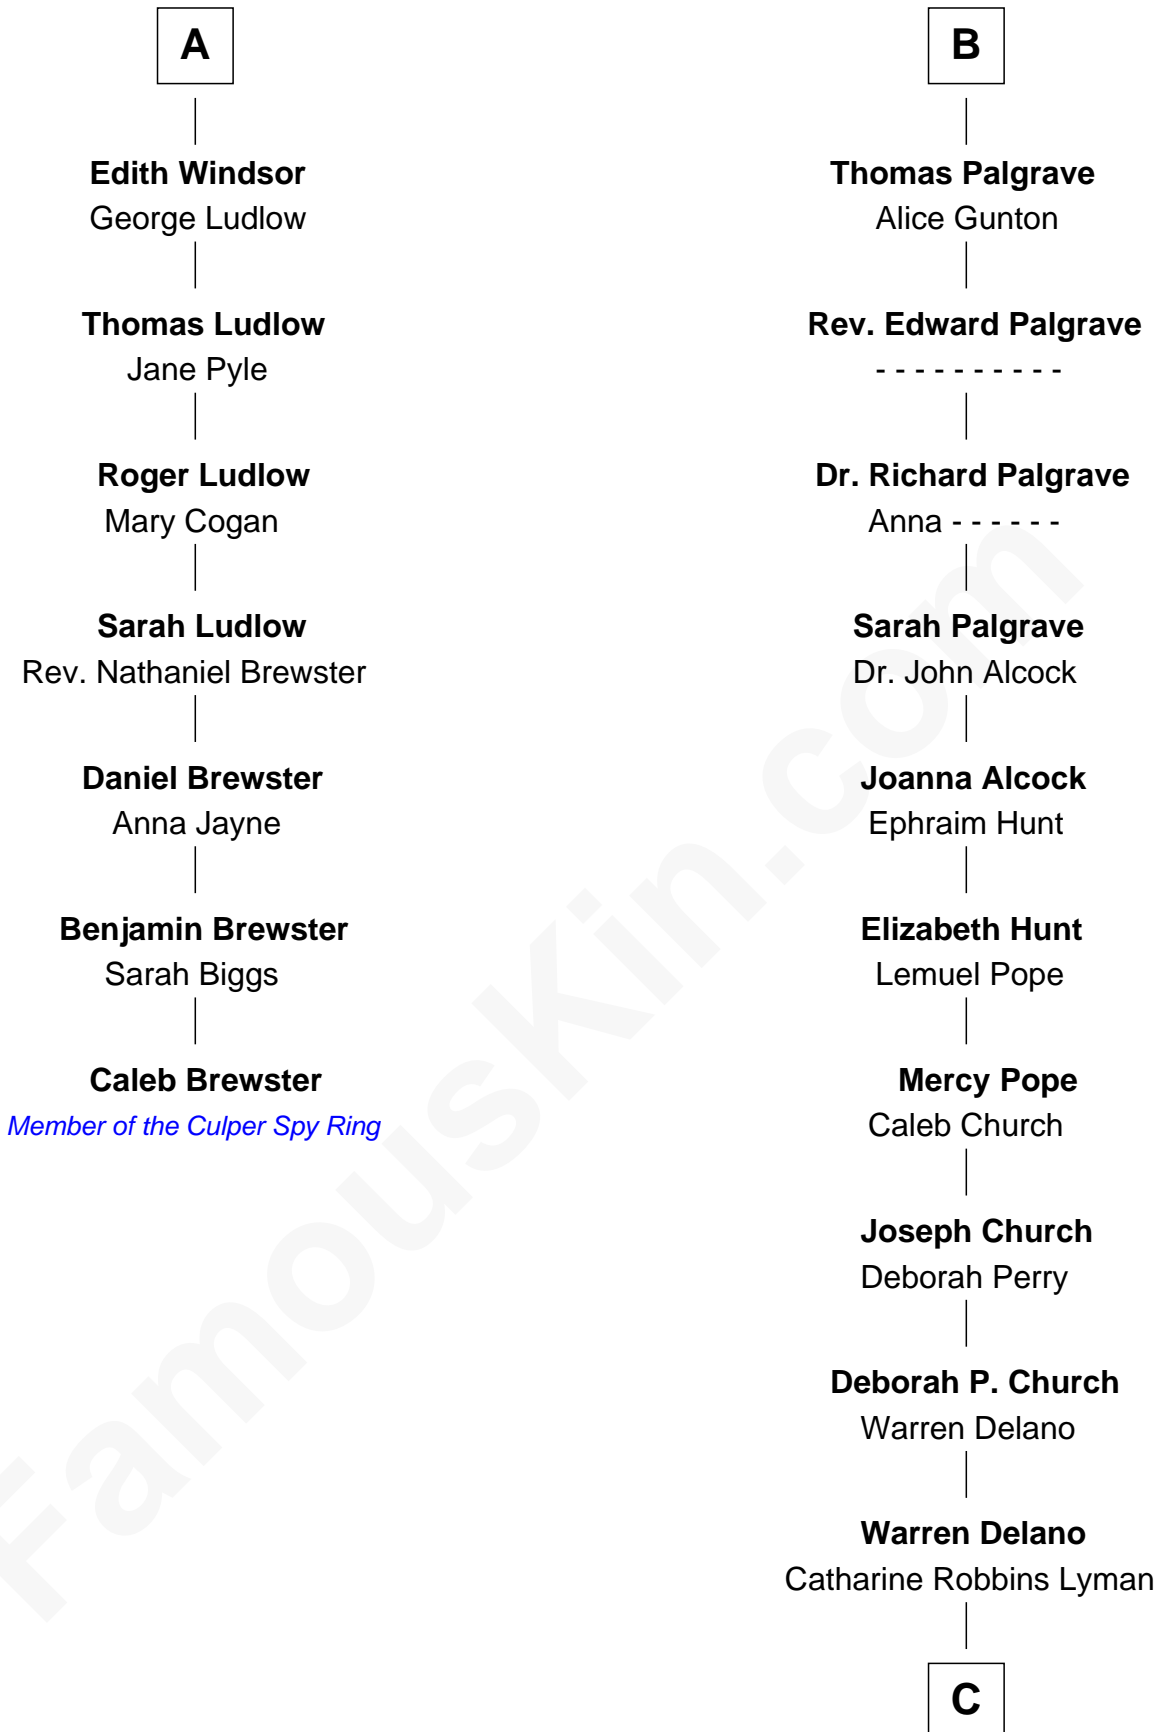 A
Edith Windsor
George Ludlow
Thomas Ludlow
Jane Pyle
Roger Ludlow
Mary Cogan
Sarah Ludlow
Rev. Nathaniel Brewster
Daniel Brewster
Anna Jayne
Benjamin Brewster
Sarah Biggs
Caleb Brewster
Member of the Culper Spy Ring
B
Thomas Palgrave
Alice Gunton
Rev. Edward Palgrave
- - - - - - - - - -
Dr. Richard Palgrave
Anna - - - - - -
Sarah Palgrave
Dr. John Alcock
Joanna Alcock
Ephraim Hunt
Elizabeth Hunt
Lemuel Pope
Mercy Pope
Caleb Church
Joseph Church
Deborah Perry
Deborah P. Church
Warren Delano
Warren Delano
Catharine Robbins Lyman
C
FamousKin.com